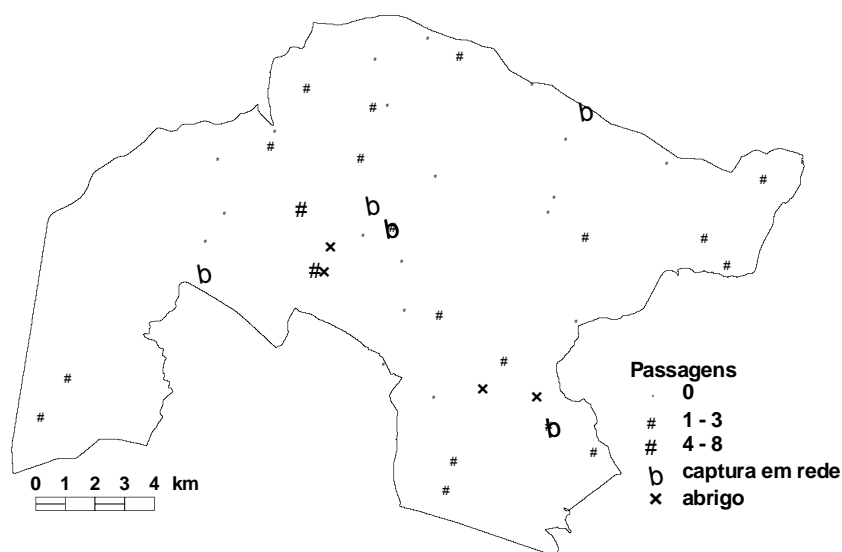 Passagens
0
# 1 - 3
# 4 - 8
b captura em rede
× abrigo
0 1 2 3 4 km